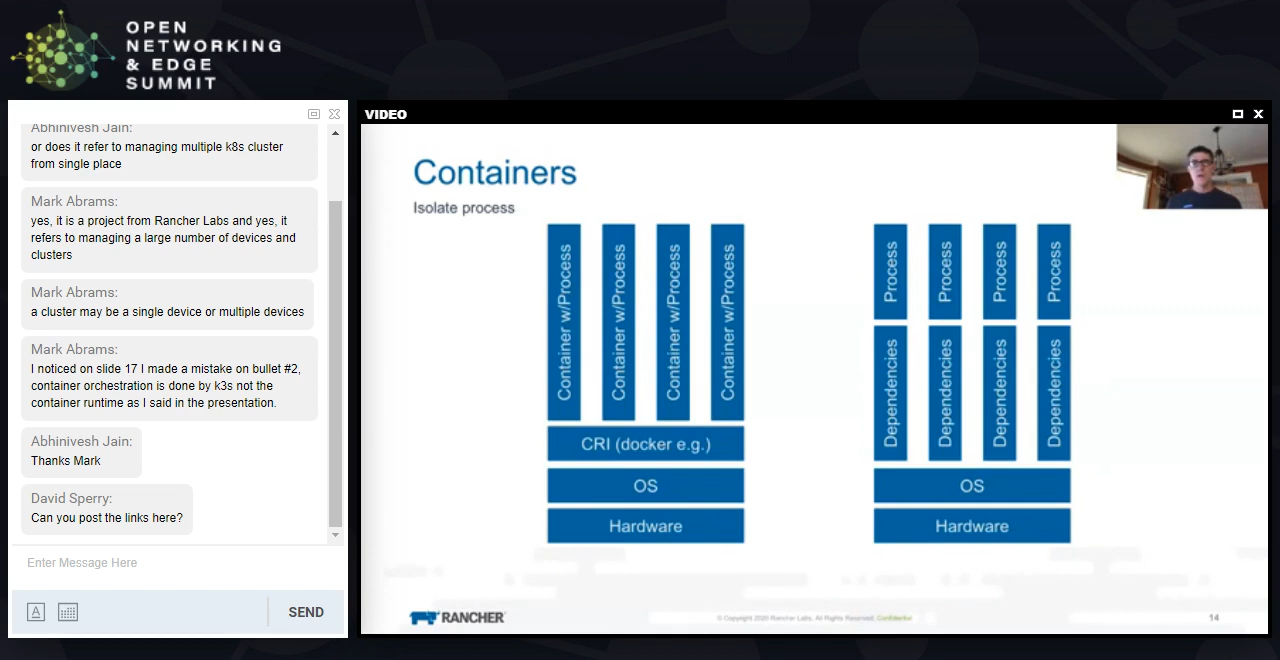 OPEN
NETWORKING
& EDGE
SUMMIT
Abhinivesh Jain:
or does it refer to managing multiple k8s cluster
from single place
Mark Abrams:
yes, it is a project from Rancher Labs and yes, it
refers to managing a large number of devices and
clusters
Mark Abrams:
a cluster may be a single device or multiple devices
Mark Abrams:
I noticed on slide 17 I made a mistake on bullet #2,
container orchestration is done by k3s not the
container runtime as I said in the presentation.
Abhinivesh Jain:
Thanks Mark
David Sperry:
Can you post the links here?
Enter Message Here
A
SEND
VIDEO
Containers
Isolate process
Container w/Process
Container w/Process
Container w/Process
Container w/Process
CRI (docker e.g.)
OS
Hardware
Process
Process
Process
Process
Dependencies
Dependencies
Dependencies
Dependencies
OS
Hardware
RANCHER
© Copyright 2020 Rancher Labs. All Rights Reserved. Confidential
14